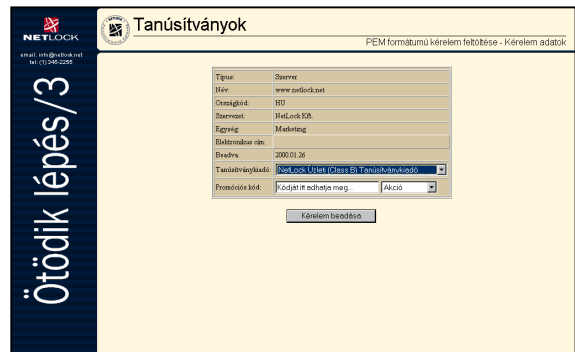 NETLOCK
email: info@netlock.net
tel: (1) 345-2255
Ötödik lépés/3
Tanúsítványok
PEM formátumú kérelem feltöltése - Kérelem adatok
Típus: Szerver
Név: www.netlock.net
Országkód: HU
Szervezet: NetLock Kft.
Egység: Marketing
Elektronikus cím:
Beadva: 2000.01.26
Tanúsítványkiadó: NetLock Üzleti (Class B) Tanúsítványkiadó
Promóciós kód: Kódját itt adhatja meg... Akció
Kérelem beadása